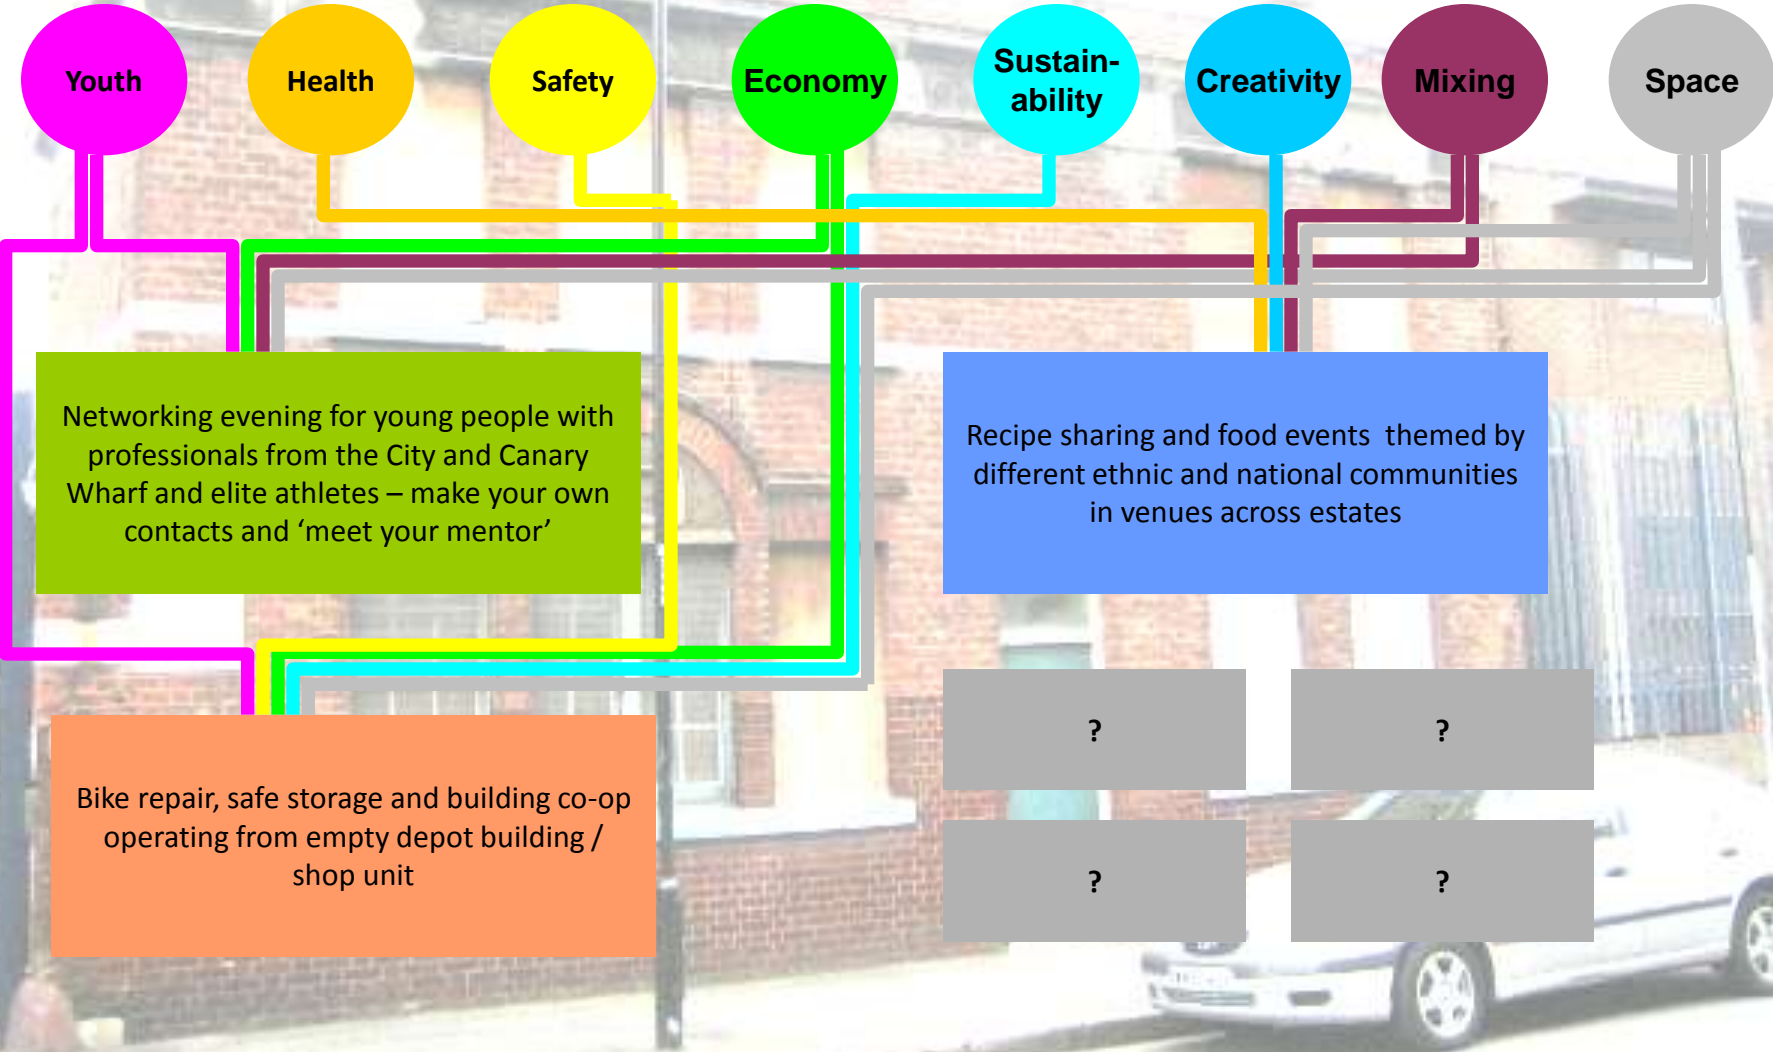 Youth
Health
Safety
Economy
Sustain-
ability
Creativity
Mixing
Space
Networking evening for young people with
professionals from the City and Canary
Wharf and elite athletes – make your own
contacts and ‘meet your mentor’
Recipe sharing and food events  themed by
different ethnic and national communities
in venues across estates
Bike repair, safe storage and building co-op
operating from empty depot building /
shop unit
?
?
?
?